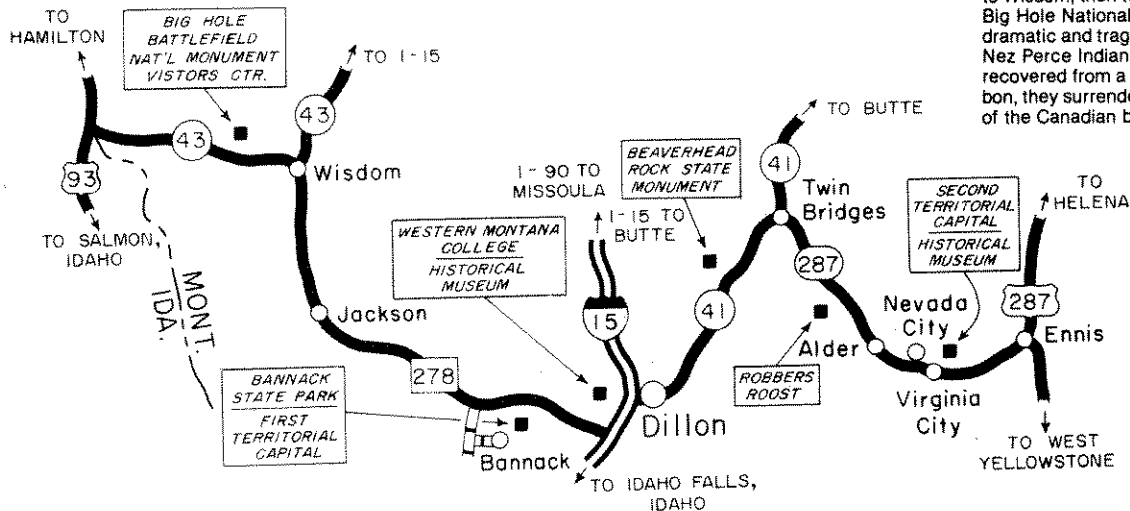 TO
HAMILTON
BIG HOLE
BATTLEFIELD
NAT'L MONUMENT
VISTORS CTR.
TO I-15
43
43
93
Wisdom
TO SALMON,
IDAHO
MONT.
IDA.
Jackson
278
BANNACK
STATE PARK
FIRST
TERRITORIAL
CAPITAL
Bannack
WESTERN MONTANA
COLLEGE
HISTORICAL
MUSEUM
I-90 TO
MISSOULA
I-15 TO
BUTTE
15
Dillon
TO IDAHO FALLS,
IDAHO
BEAVERHEAD
ROCK STATE
MONUMENT
41
TO BUTTE
41
Twin
Bridges
287
ROBBERS
ROOST
Alder
Nevada
City
Virginia
City
SECOND
TERRITORIAL
CAPITAL
HISTORICAL
MUSEUM
TO
HELENA
287
Ennis
TO WEST
YELLOWSTONE
Big Hole National
dramatic and trag
Nez Perce Indian
recovered from a
bon, they surrende
of the Canadian b